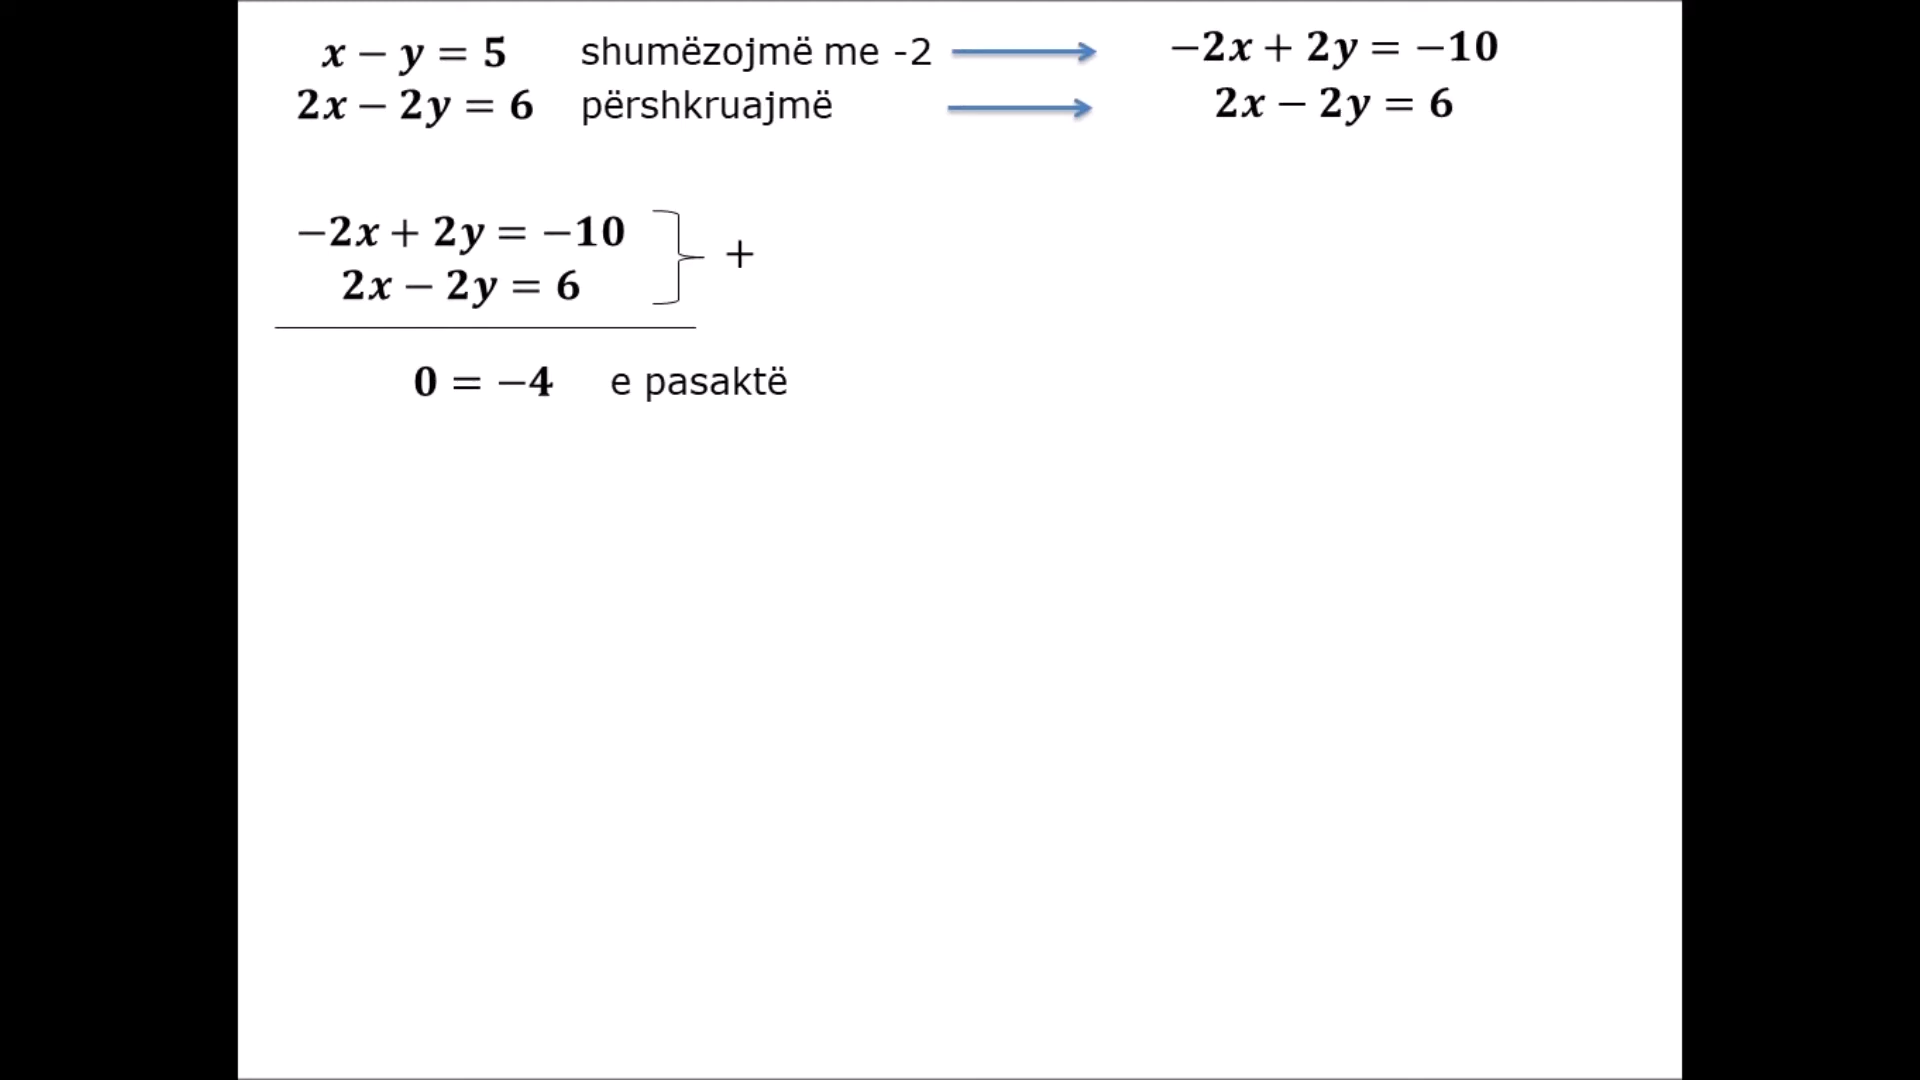 x − y = 5 shumëzojmë me -2 −2x + 2y = −10
2x − 2y = 6 përshkruajmë 2x − 2y = 6
−2x + 2y = −10
2x − 2y = 6
+
0 = −4 e pasaktë